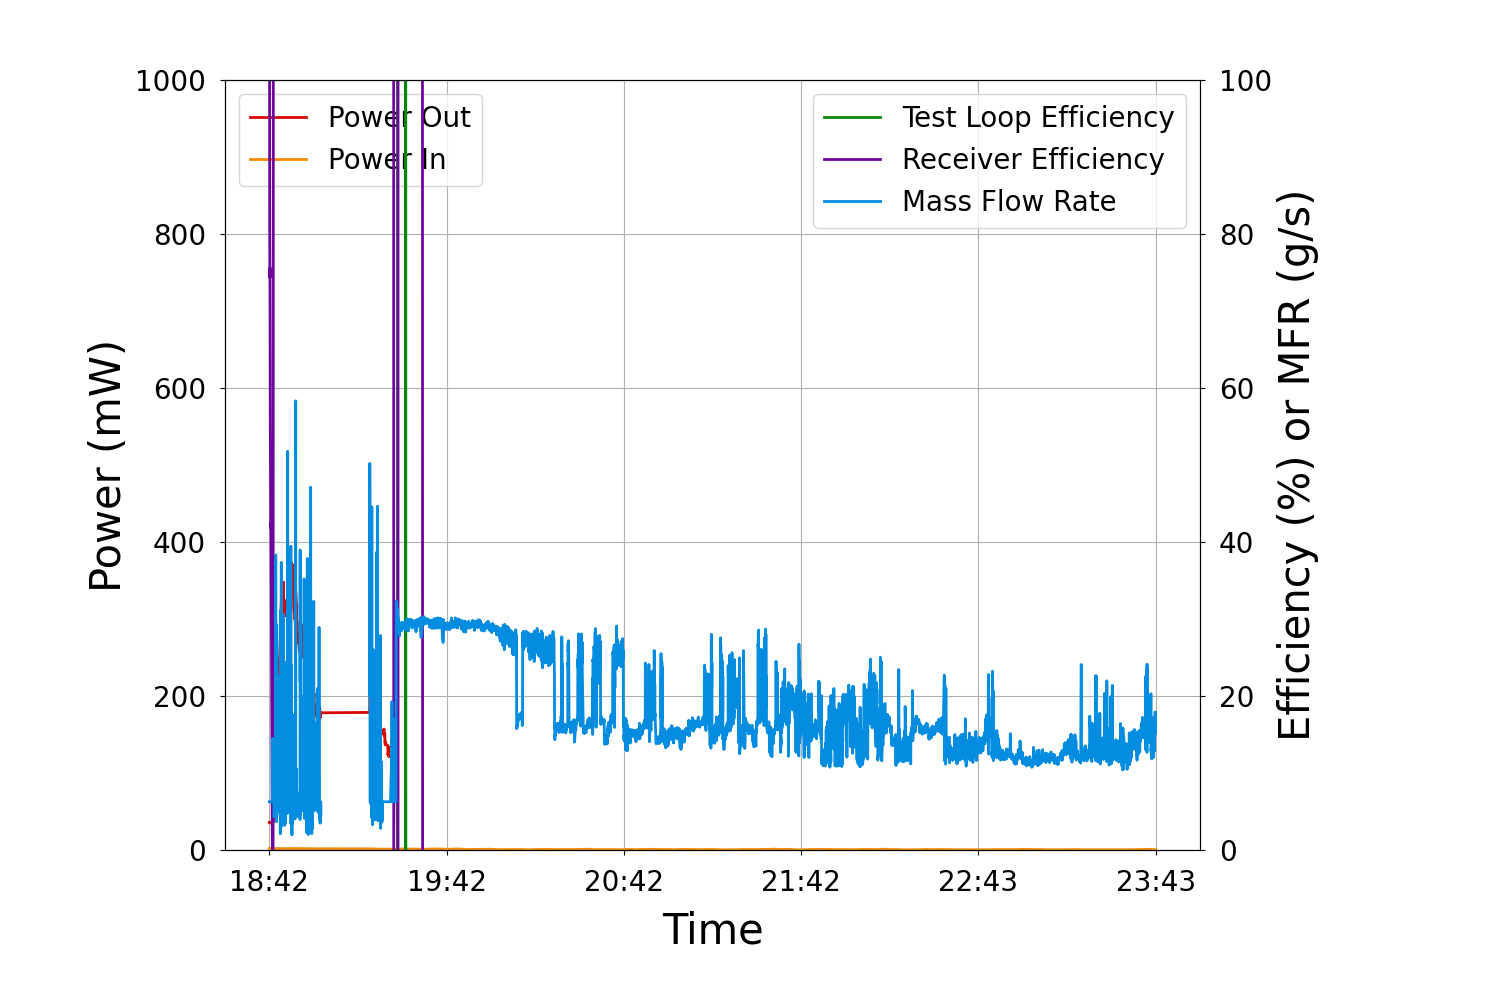 1000
800
600
400
200
0
Power (mW)
Power Out
Power In
Test Loop Efficiency
Receiver Efficiency
Mass Flow Rate
100
80
60
40
20
0
Efficiency (%) or MFR (g/s)
18:42 19:42 20:42 21:42 22:43 23:43
Time